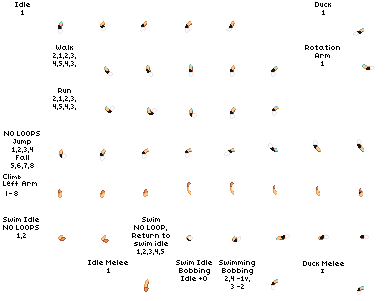 Idle
1
Duck
1
Walk
2,1,2,3,
4,5,4,3,
Rotation
Arm
1
Run
2,1,2,3,
4,5,4,3,
NO LOOPS
Jump
1,2,3,4
Fall
5,6,7,8
Climb
Left Arm
1-8
Swim Idle
NO LOOPS
1,2
Swim
NO LOOP,
Return to
swim idle
1,2,3,4,5
Idle Melee
1
Swim Idle
Bobbing
Idle +0
Swimming
Bobbing
2,4 -1v,
3 -2
Duck Melee
1